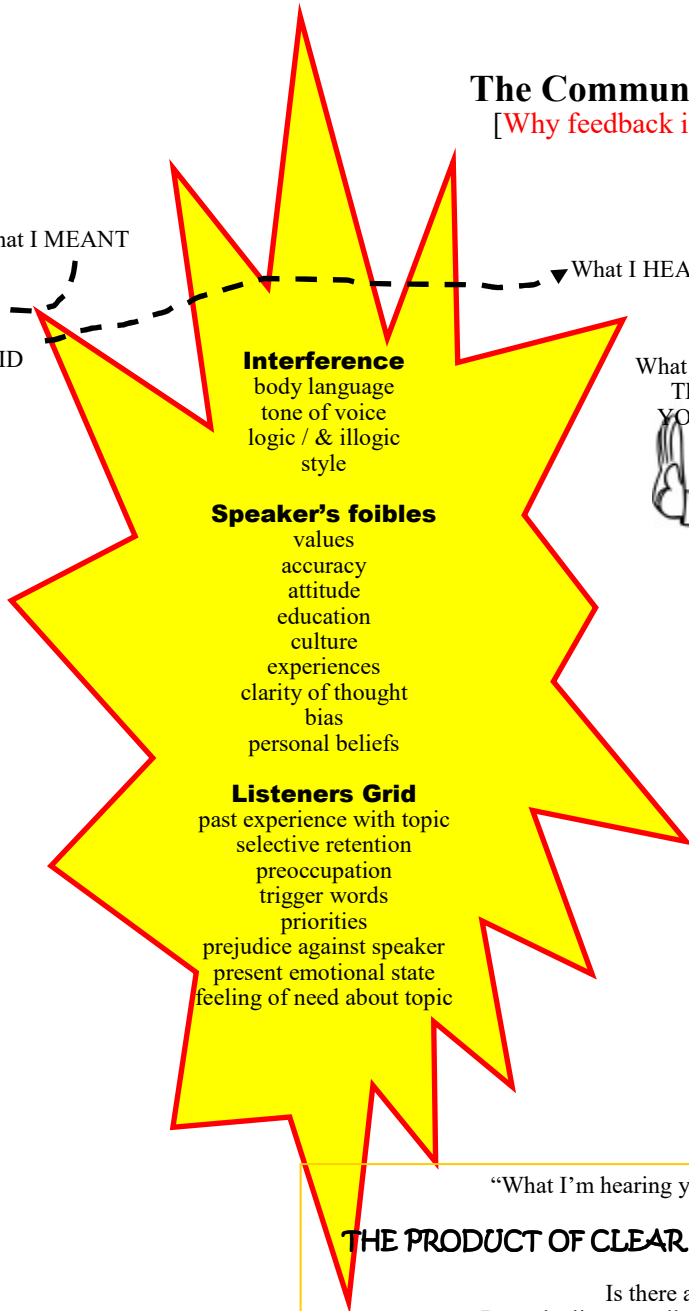 The Commun
[Why feedback i
hat I MEANT
What I HEA
ID
What
Th
YO
Interference
body language
tone of voice
logic / & illogic
style
Speaker’s foibles
values
accuracy
attitude
education
culture
experiences
clarity of thought
bias
personal beliefs
Listeners Grid
past experience with topic
selective retention
preoccupation
trigger words
priorities
prejudice against speaker
present emotional state
feeling of need about topic
“What I’m hearing y
THE PRODUCT OF CLEAR
Is there a